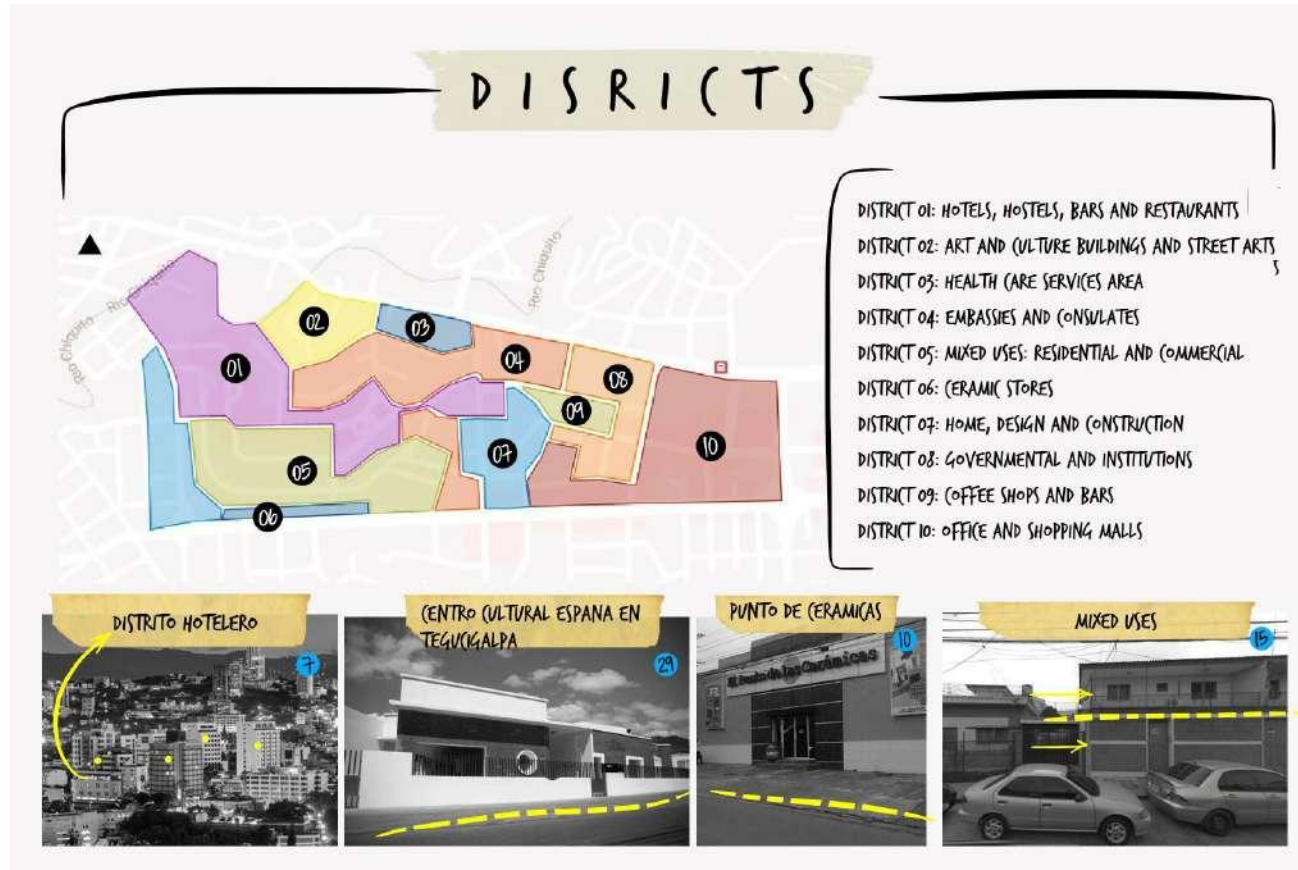 DISRICTS
DISTRICT 01: HOTELS, HOSTELS, BARS AND RESTAURANTS
DISTRICT 02: ART AND CULTURE BUILDINGS AND STREET ARTS
S
DISTRICT 03: HEALTH CARE SERVICES AREA
DISTRICT 04: EMBASSIES AND CONSULATES
DISTRICT 05: MIXED USES: RESIDENTIAL AND COMMERCIAL
DISTRICT 06: CERAMIC STORES
DISTRICT 07: HOME, DESIGN AND CONSTRUCTION
DISTRICT 08: GOVERNMENTAL AND INSTITUTIONS
DISTRICT 09: COFFEE SHOPS AND BARS
DISTRICT 10: OFFICE AND SHOPPING MALLS
Rio Chiquito
Rio Chiquito
Rio Chiquito
01
02
03
04
05
06
07
08
09
10
DISTRITO HOTELERO
7
CENTRO CULTURAL ESPANA EN
TEGUCIGALPA
29
PUNTO DE CERAMICAS
10
El Punto de las Cerámicas
MIXED USES
15